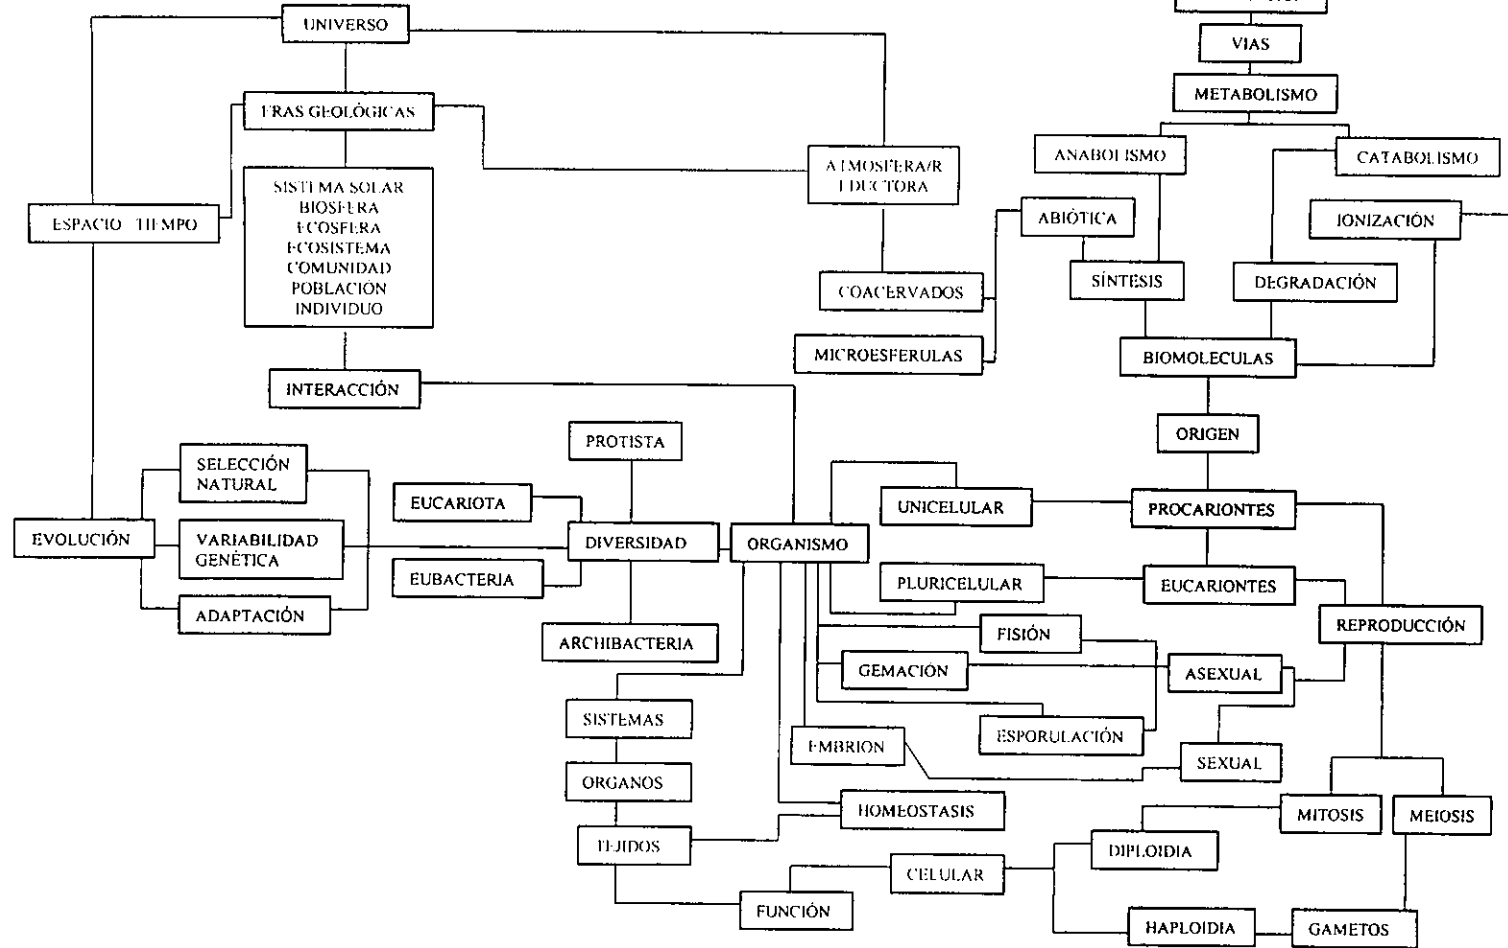 UNIVERSO
VIAS
METABOLISMO
ERAS GEOLÓGICAS
ANABOLISMO
CATABOLISMO
ATMOSFERA/R
EDUCTORA
SISTEMA SOLAR
BIOSFERA
ECOSFERA
ECOSISTEMA
COMUNIDAD
POBLACIÓN
INDIVIDUO
ESPACIO TIEMPO
ABIÓTICA
IONIZACIÓN
COACERVADOS
SÍNTESIS
DEGRADACIÓN
MICROESFERULAS
BIOMOLECULAS
INTERACCIÓN
ORIGEN
PROTISTA
SELECCIÓN
NATURAL
EUCARIOTA
UNICELULAR
PROCARIONTES
EVOLUCIÓN
VARIABILIDAD
GENÉTICA
DIVERSIDAD
ORGANISMO
EUBACTERIA
PLURICELULAR
EUCARIONTES
ADAPTACIÓN
ARCHIBACTERIA
FISIÓN
REPRODUCCIÓN
GEMACIÓN
ASEXUAL
SISTEMAS
ESPORULACIÓN
EMBRION
SEXUAL
ORGANOS
HOMEOSTASIS
MITOSIS
MEIOSIS
TEJIDOS
DIPLOIDIA
CELULAR
FUNCIÓN
HAPLOIDIA
GAMETOS